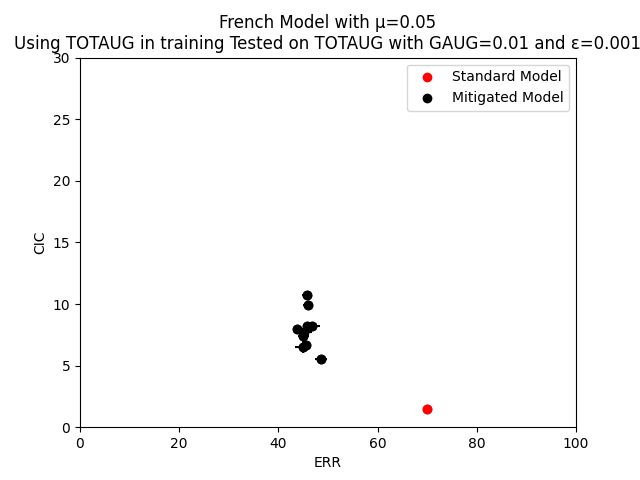 French Model with μ=0.05
Using TOTAUG in training Tested on TOTAUG with GAUG=0.01 and ε=0.001
Standard Model
Mitigated Model
30
25
20
15
10
5
0
CIC
0 20 40 60 80 100
ERR